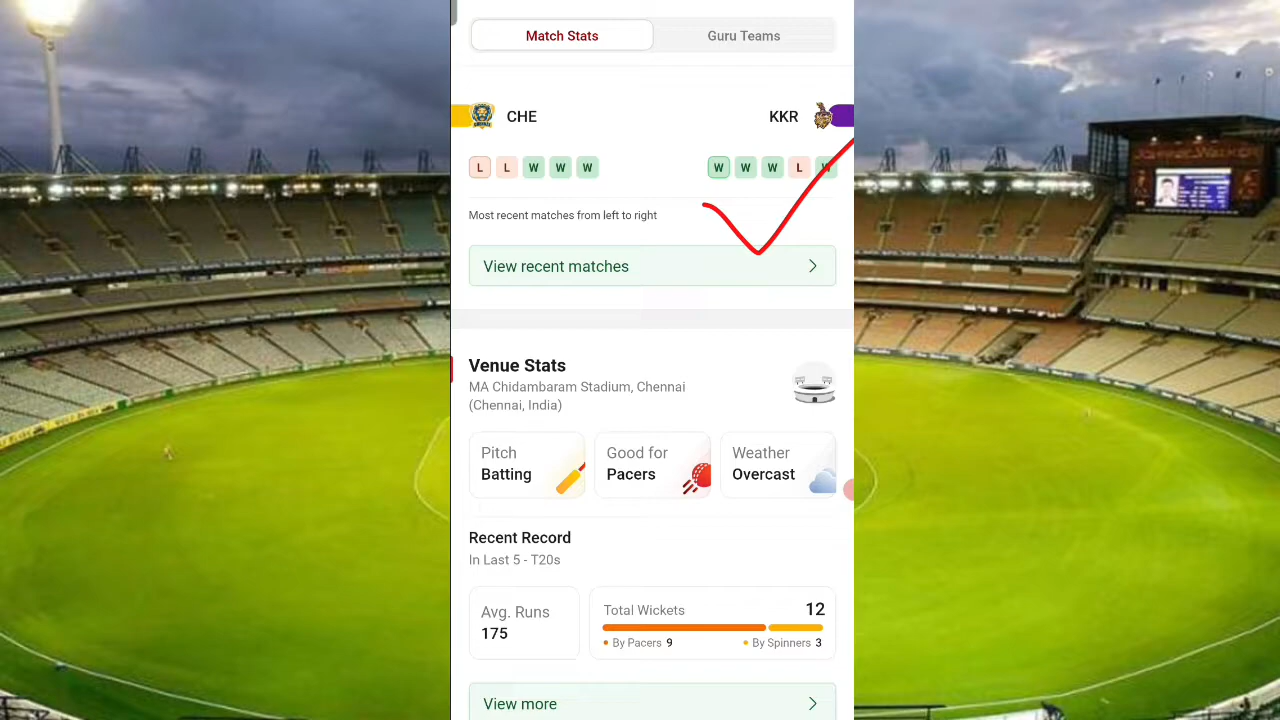 Match Stats
Guru Teams
CHE
KKR
L L W W W
W W W L W
Most recent matches from left to right
View recent matches
Venue Stats
MA Chidambaram Stadium, Chennai
(Chennai, India)
Pitch
Batting
Good for
Pacers
Weather
Overcast
Recent Record
In Last 5 - T20s
Avg. Runs
175
Total Wickets
12
By Pacers 9
By Spinners 3
View more